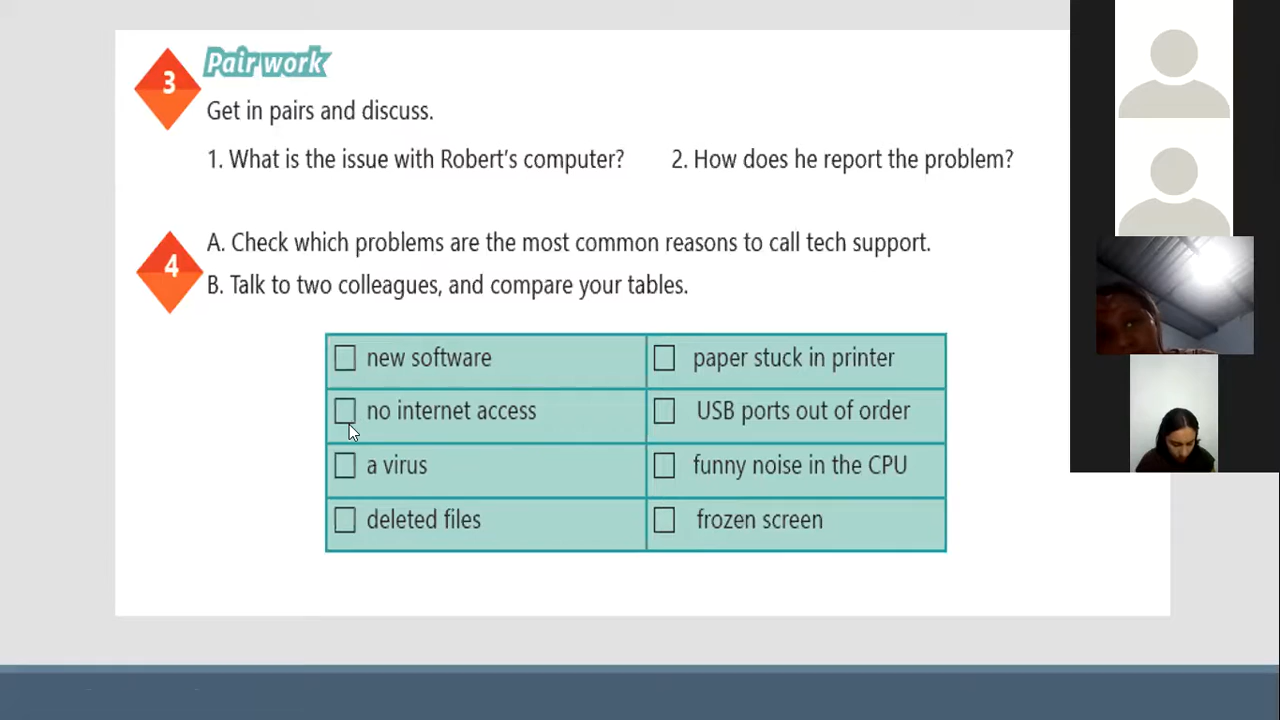 3
Pair work
Get in pairs and discuss.
1. What is the issue with Robert's computer?
2. How does he report the problem?
4
A. Check which problems are the most common reasons to call tech support.
B. Talk to two colleagues, and compare your tables.
new software
paper stuck in printer
no internet access
USB ports out of order
a virus
funny noise in the CPU
deleted files
frozen screen